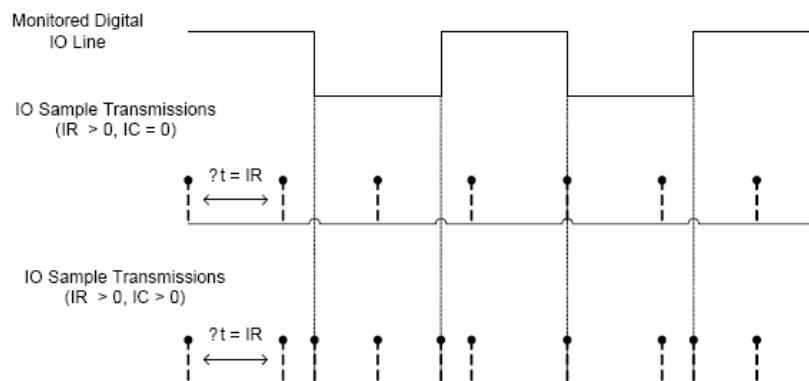 Monitored Digital
IO Line
IO Sample Transmissions
(IR > 0, IC = 0)
?t = IR
IO Sample Transmissions
(IR > 0, IC > 0)
?t = IR